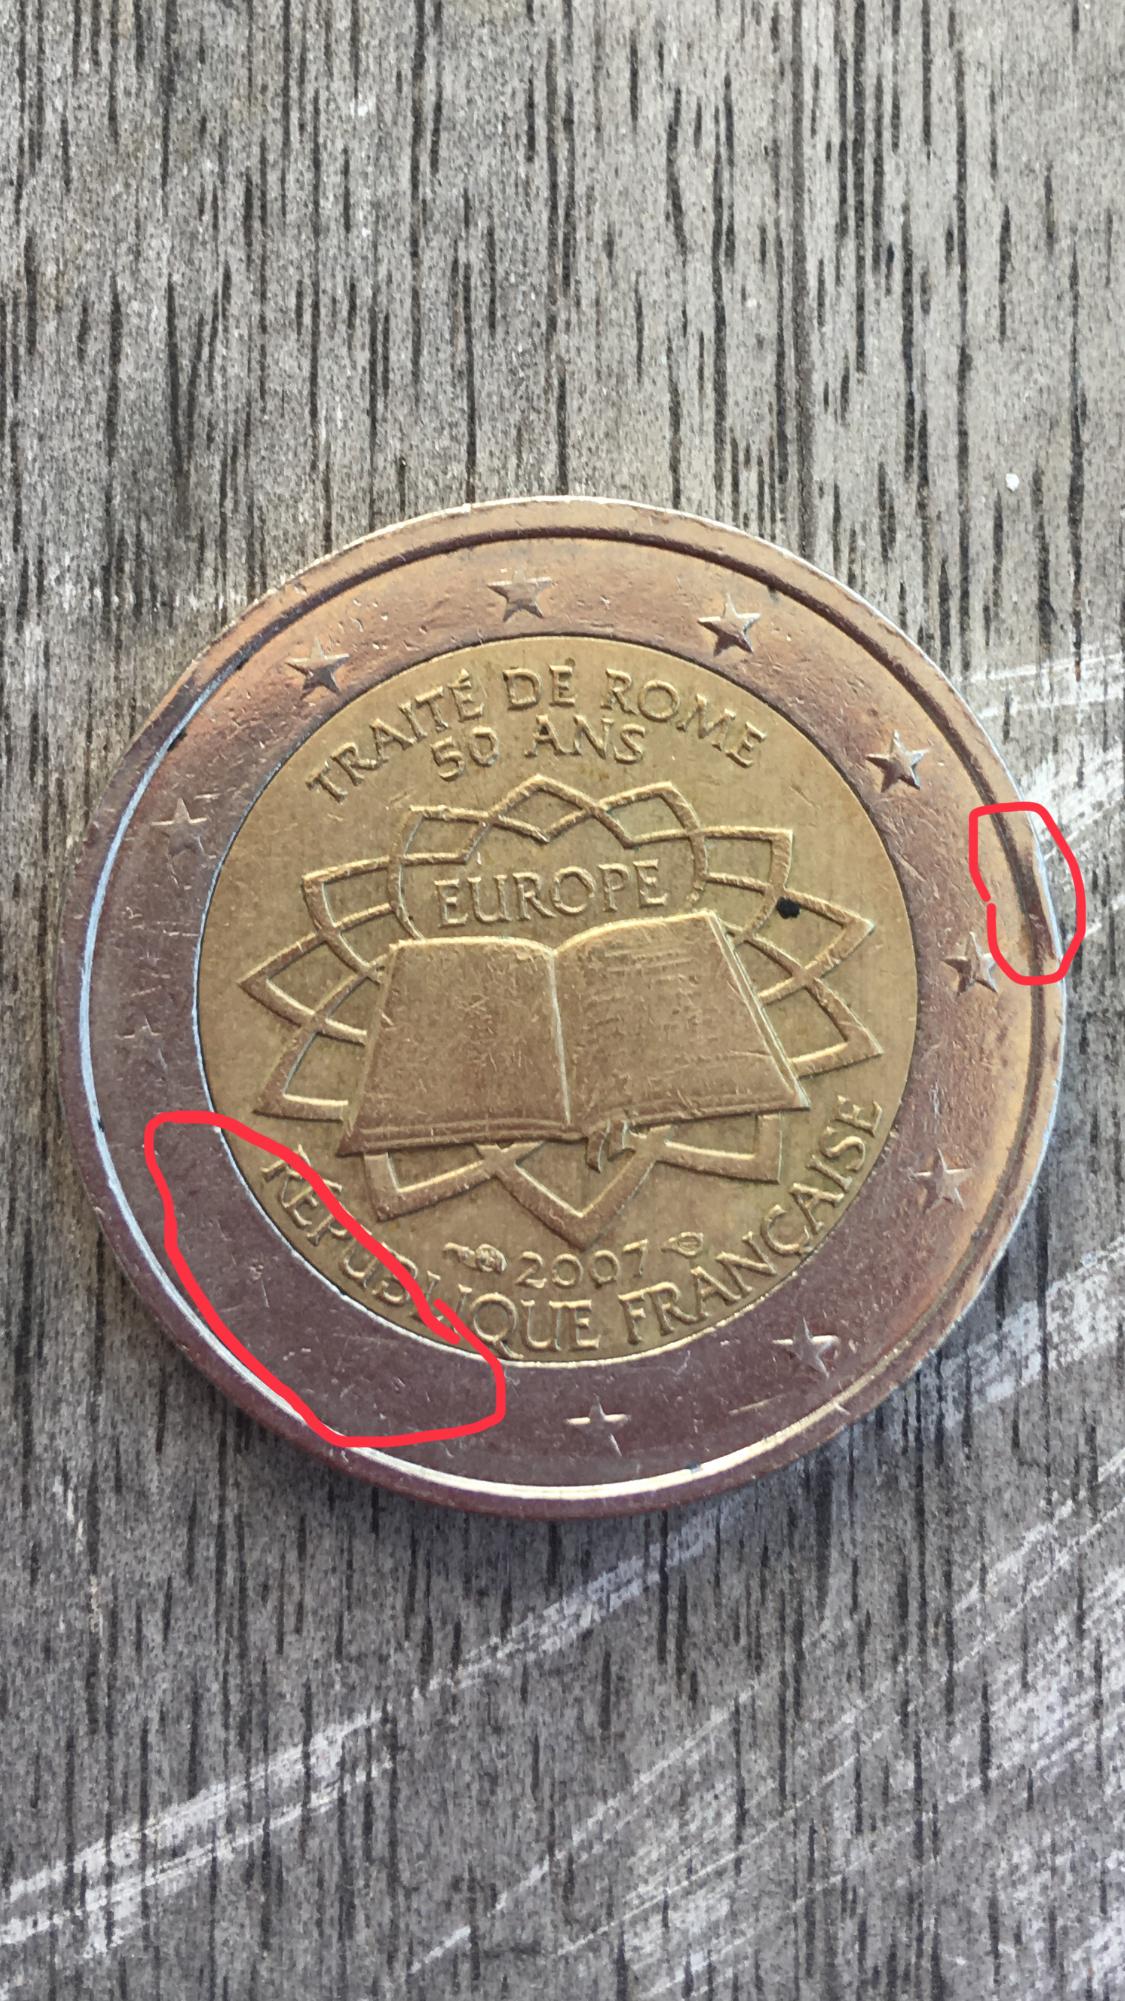 TRAITÉ DE ROME
50 ANS
EUROPE
2007
RÉPUBLIQUE FRANÇAISE